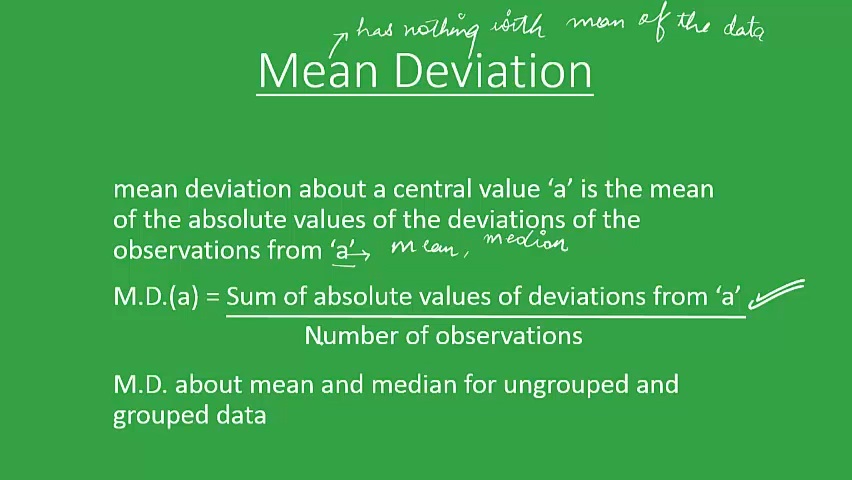 has nothing with mean of the data
Mean Deviation
mean deviation about a central value ‘a’ is the mean
of the absolute values of the deviations of the
observations from ‘a’ mean, median
M.D.(a) = Sum of absolute values of deviations from ‘a’
Number of observations
M.D. about mean and median for ungrouped and
grouped data